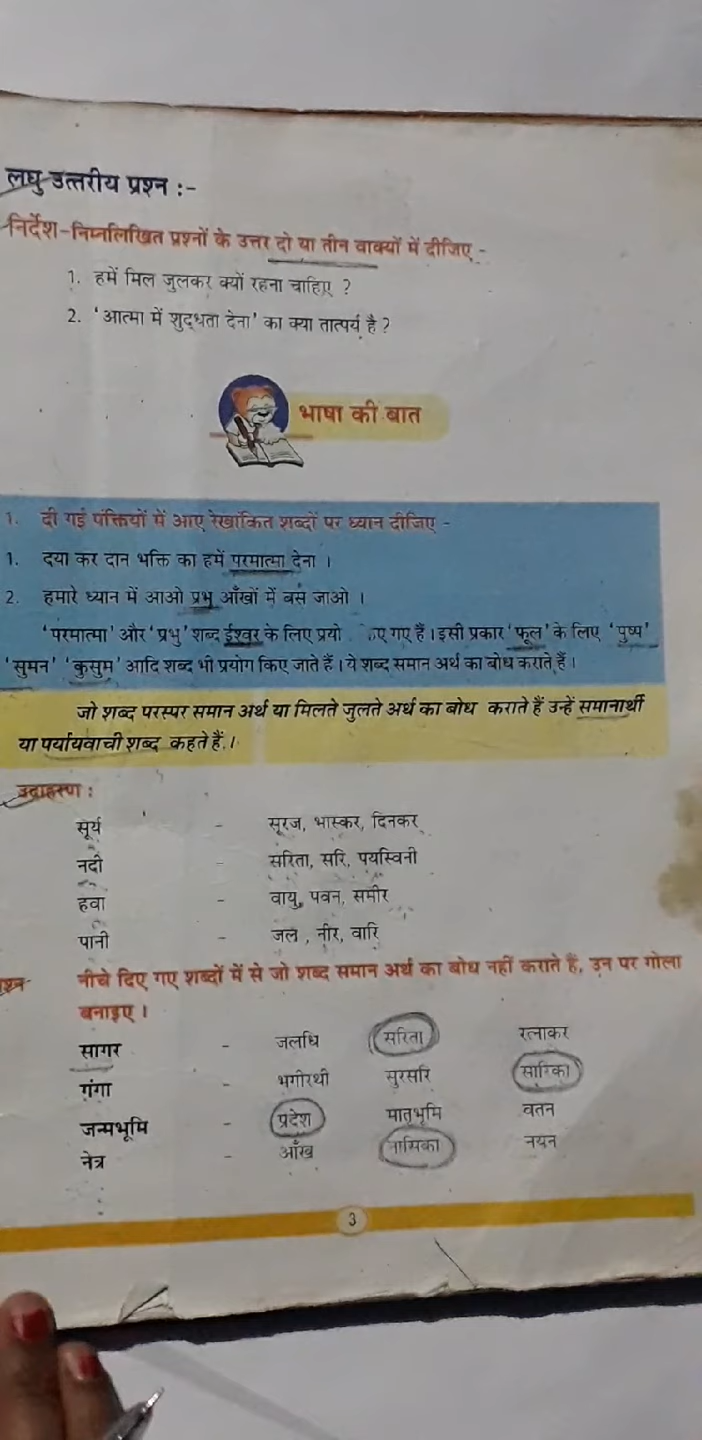 लघु उत्तरीय प्रश्न :-
निर्देश-निम्नलिखित प्रश्नों के उत्तर दो या तीन वाक्यों में दीजिए -
1. हमें मिल जुलकर क्यों रहना चाहिए ?
2. 'आत्मा में शुद्धता देना' का क्या तात्पर्य है ?
भाषा की बात
1. दी गई पंक्तियों में आए रेखांकित शब्दों पर ध्यान दीजिए -
1. दया कर दान भक्ति का हमें परमात्मा देना ।
2. हमारे ध्यान में आओ प्रभु आँखों में बस जाओ ।
'परमात्मा' और 'प्रभु' शब्द ईश्वर के लिए गए हैं । इसी प्रकार 'फूल' के लिए 'पुष्प'
'सुमन' 'कुसुम' आदि शब्द भी प्रयोग किए जाते हैं । ये शब्द समान अर्थ का बोध कराते हैं ।
जो शब्द परस्पर समान अर्थ या मिलते जुलते अर्थ का बोध कराते हैं उन्हें समानार्थी
या पर्यायवाची शब्द कहते हैं. ।
उदाहरण :
सूर्य - सूरज, भास्कर, दिनकर
नदी - सरिता, सरि, पयस्विनी
हवा - वायु, पवन, समीर
पानी - जल , नीर, वारि
नीचे दिए गए शब्दों में से जो शब्द समान अर्थ का बोध नहीं कराते हैं, उन पर गोला
बनाइए ।
सागर - जलधि सरिता रत्नाकर
गंगा - भगीरथी सुरसरि सारिका
जन्मभूमि - प्रदेश मातृभूमि वतन
नेत्र - आँख नासिका नयन
3